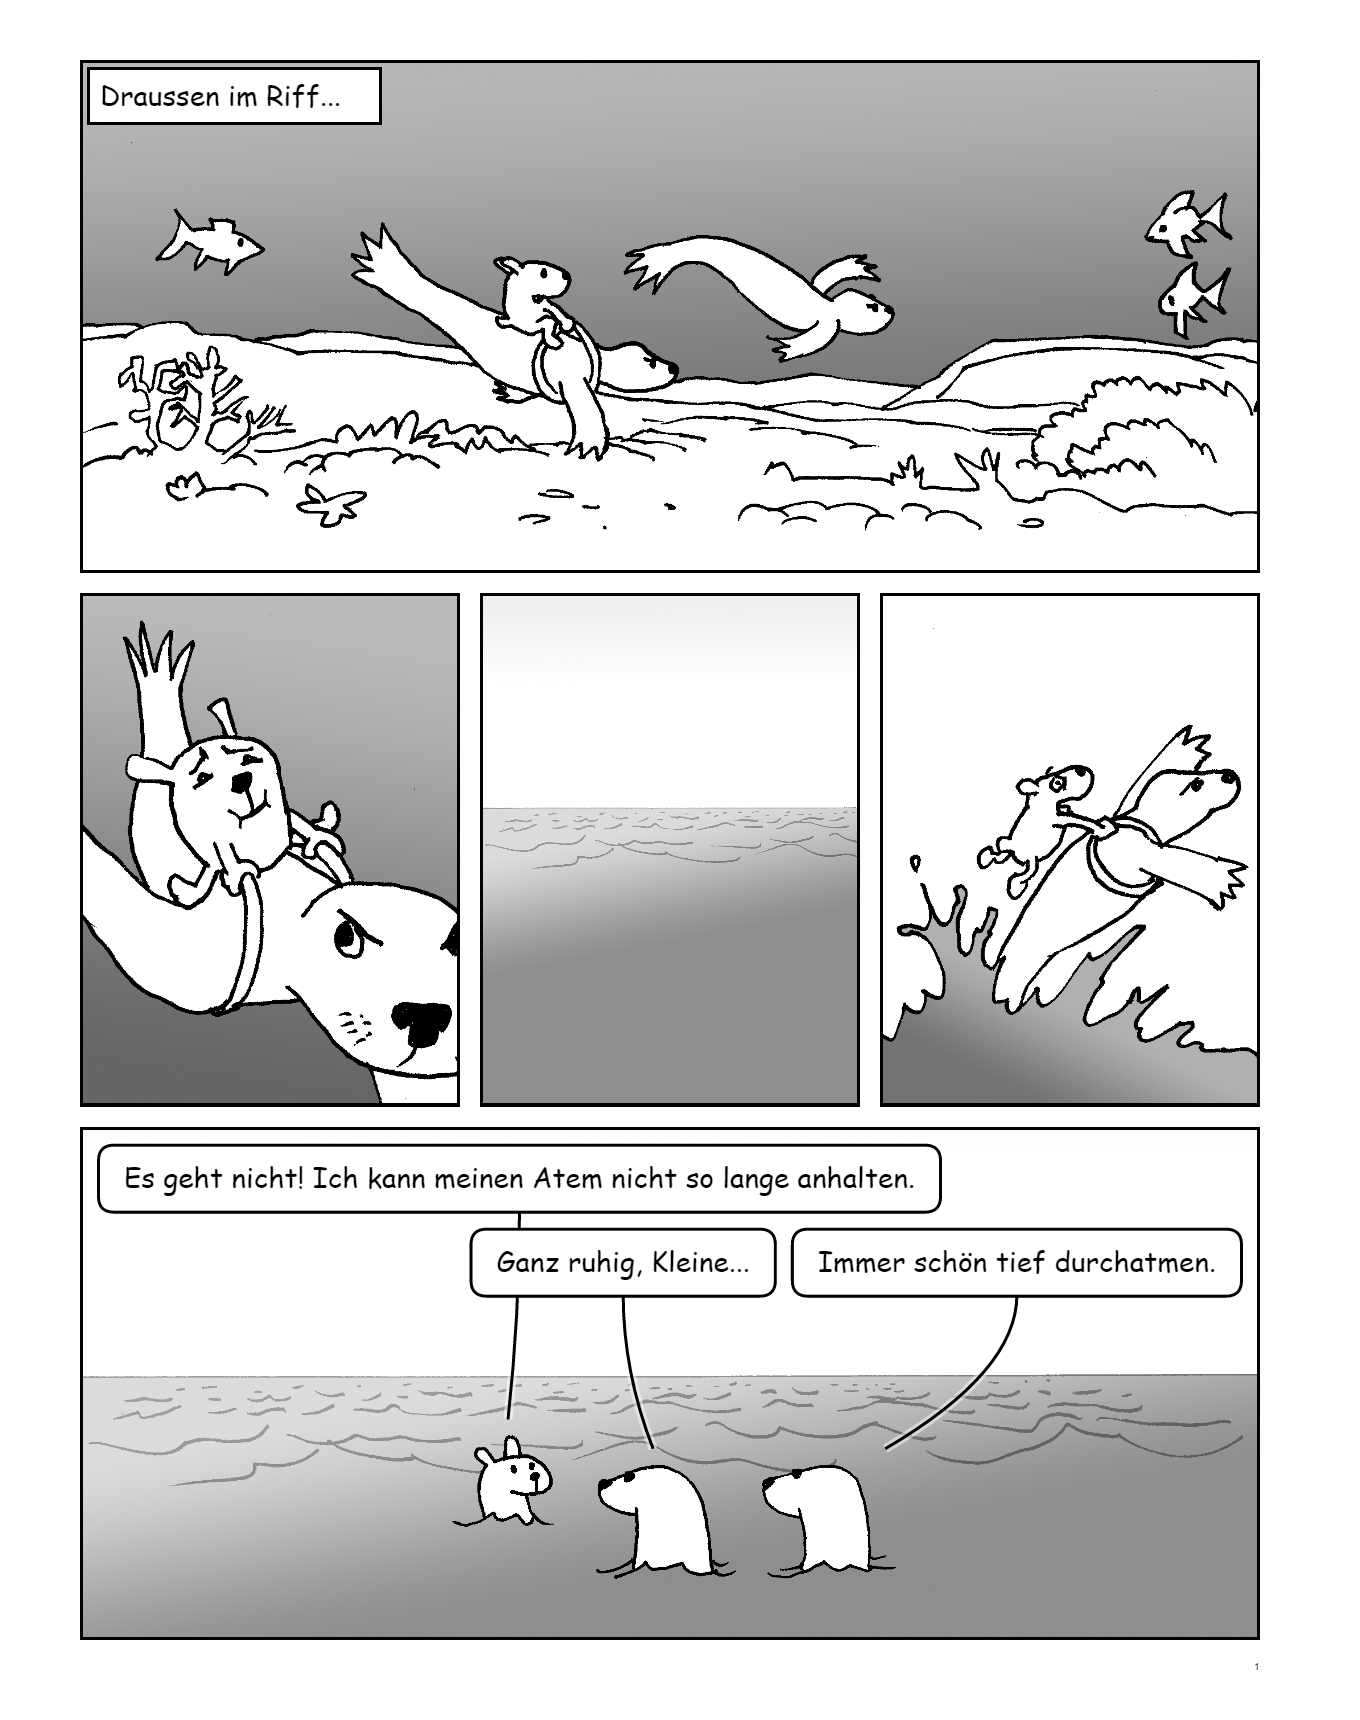 Draussen im Riff...
Es geht nicht! Ich kann meinen Atem nicht so lange anhalten.
Ganz ruhig, Kleine...
Immer schön tief durchatmen.
1